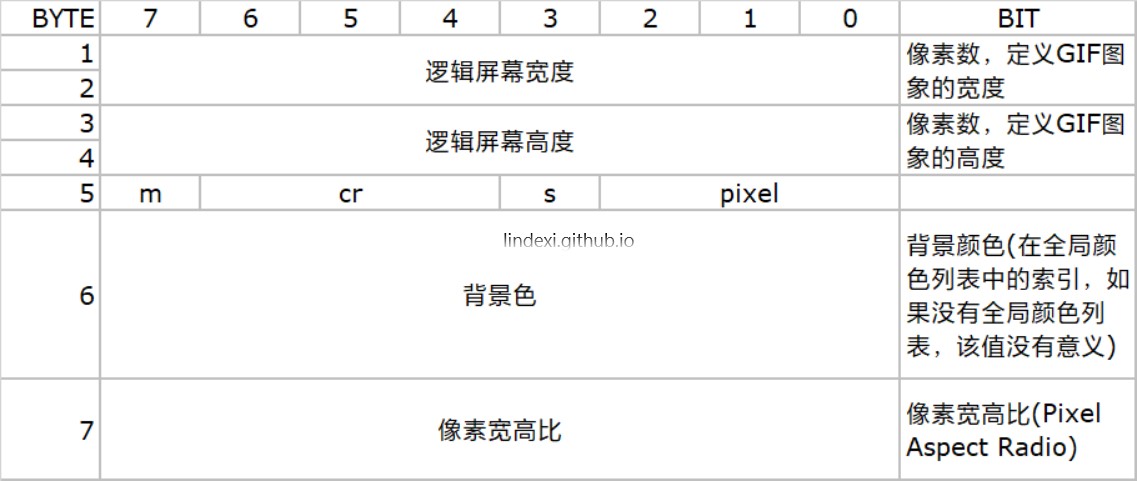 BYTE 7 6 5 4 3 2 1 0 BIT
1
2
逻辑屏幕宽度
像素数，定义GIF图
象的宽度
3
4
逻辑屏幕高度
像素数，定义GIF图
象的高度
5 m cr s pixel
lindexi.github.io
6
背景色
背景颜色(在全局颜
色列表中的索引，如
果没有全局颜色列
表，该值没有意义)
7
像素宽高比
像素宽高比(Pixel
Aspect Radio)